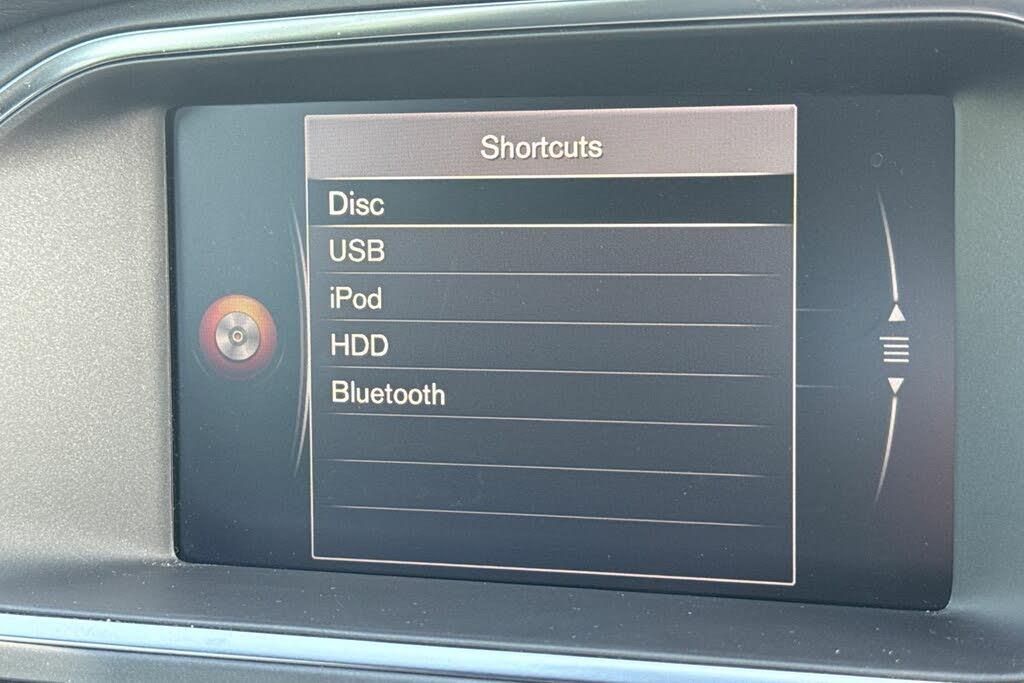 Shortcuts
Disc
USB
iPod
HDD
Bluetooth